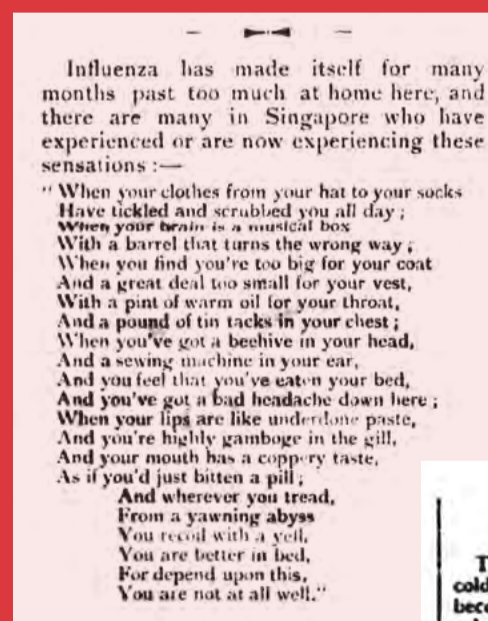 Influenza has made itself for many
months past too much at home here, and
there are many in Singapore who have
experienced or are now experiencing these
sensations :—
"When your clothes from your hat to your socks
Have tickled and scrubbed you all day ;
When your brain is a musical box
With a barrel that turns the wrong way ;
When you find you're too big for your coat
And a great deal too small for your vest,
With a pint of warm oil for your throat,
And a pound of tin tacks in your chest ;
When you've got a beehive in your head,
And a sewing machine in your ear,
And you feel that you've eaten your bed,
And you've got a bad headache down here ;
When your lips are like underdone paste,
And you're highly gamboge in the gill,
And your mouth has a coppery taste,
As if you'd just bitten a pill ;
And wherever you tread,
From a yawning abyss
You recoil with a yell,
You are better in bed,
For depend upon this,
You are not at all well."
T
cold
beco